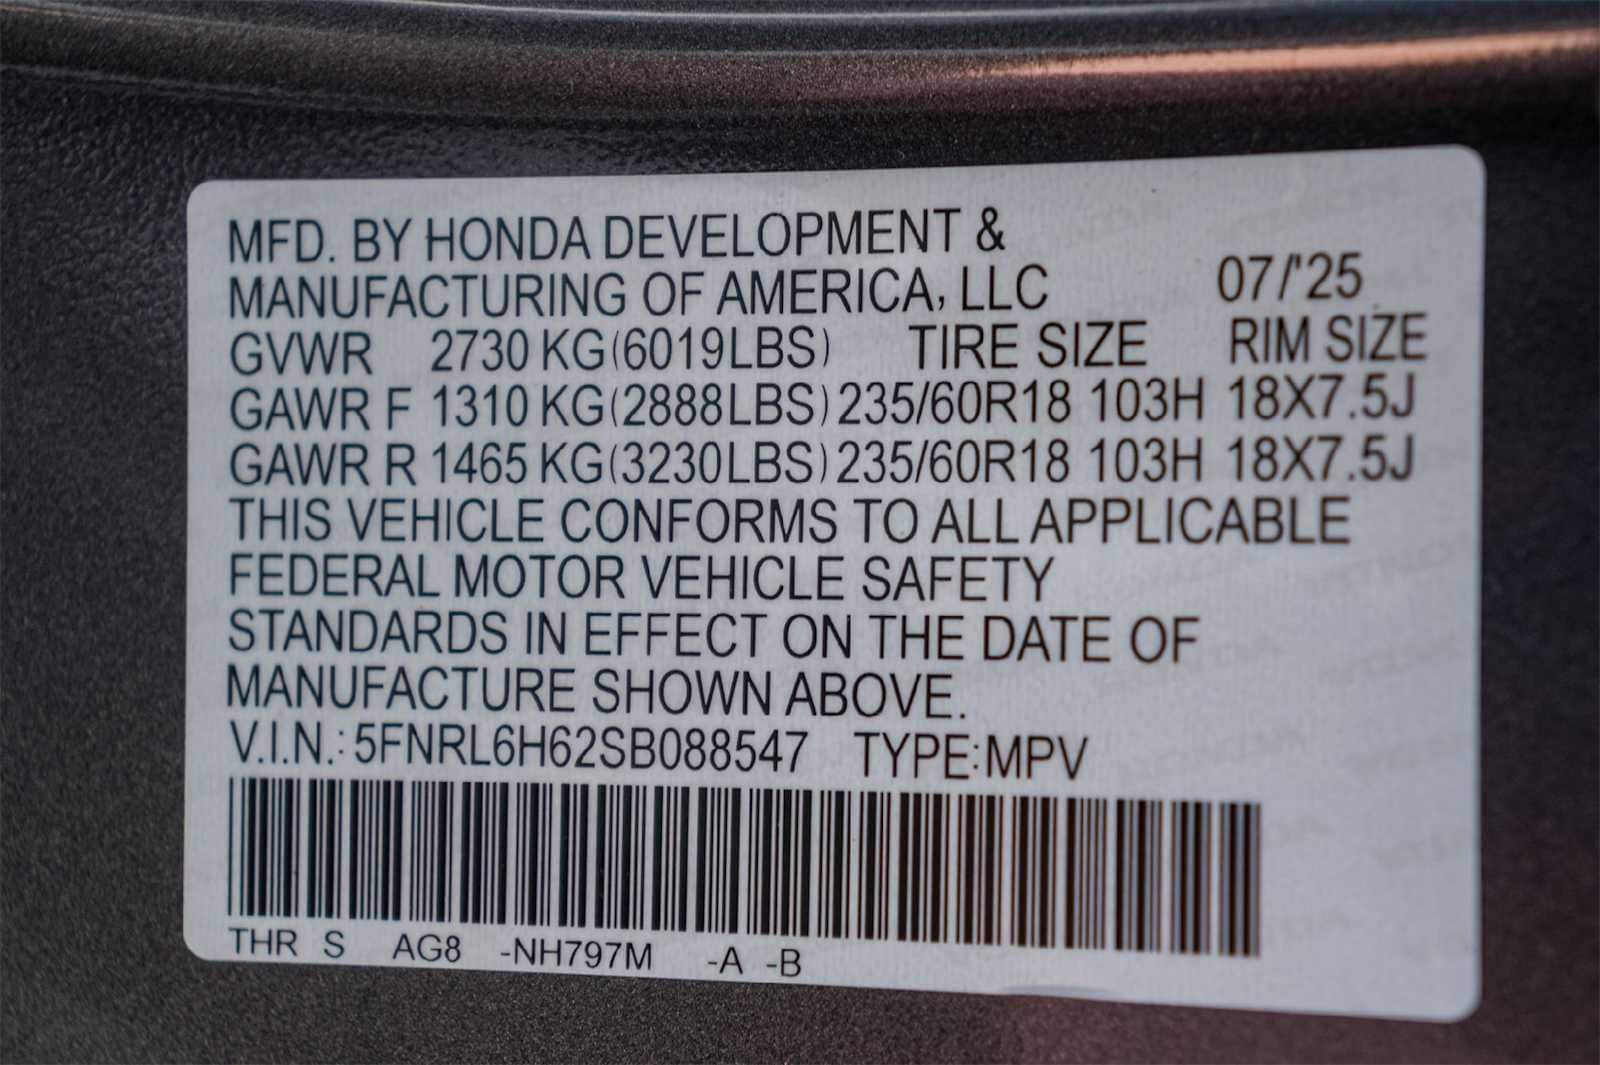 MFD. BY HONDA DEVELOPMENT &
MANUFACTURING OF AMERICA, LLC 07/'25
GVWR 2730 KG(6019LBS) TIRE SIZE RIM SIZE
GAWR F 1310 KG(2888LBS) 235/60R18 103H 18X7.5J
GAWR R 1465 KG(3230LBS) 235/60R18 103H 18X7.5J
THIS VEHICLE CONFORMS TO ALL APPLICABLE
FEDERAL MOTOR VEHICLE SAFETY
STANDARDS IN EFFECT ON THE DATE OF
MANUFACTURE SHOWN ABOVE.
V.I.N.: 5FNRL6H62SB088547 TYPE:MPV
THR S AG8 -NH797M -A -B